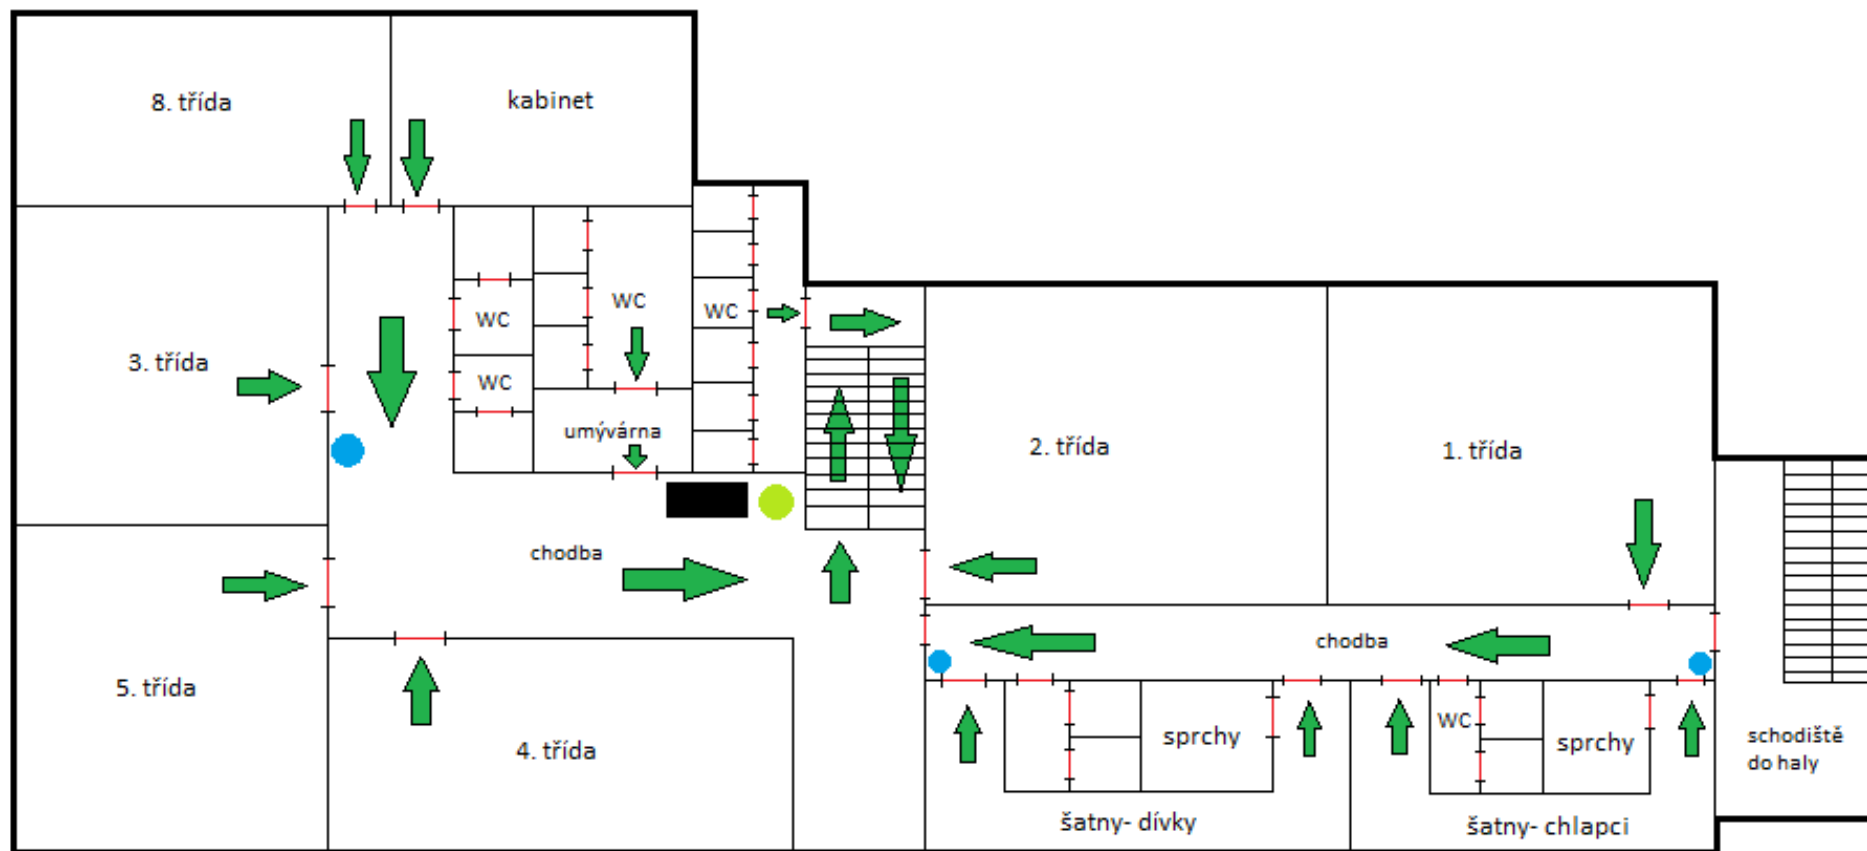 8. třída
kabinet
3. třída
WC
WC
WC
WC
umývárna
2. třída
1. třída
chodba
chodba
5. třída
4. třída
sprchy
WC
sprchy
schodiště
do haly
šatny- dívky
šatny- chlapci